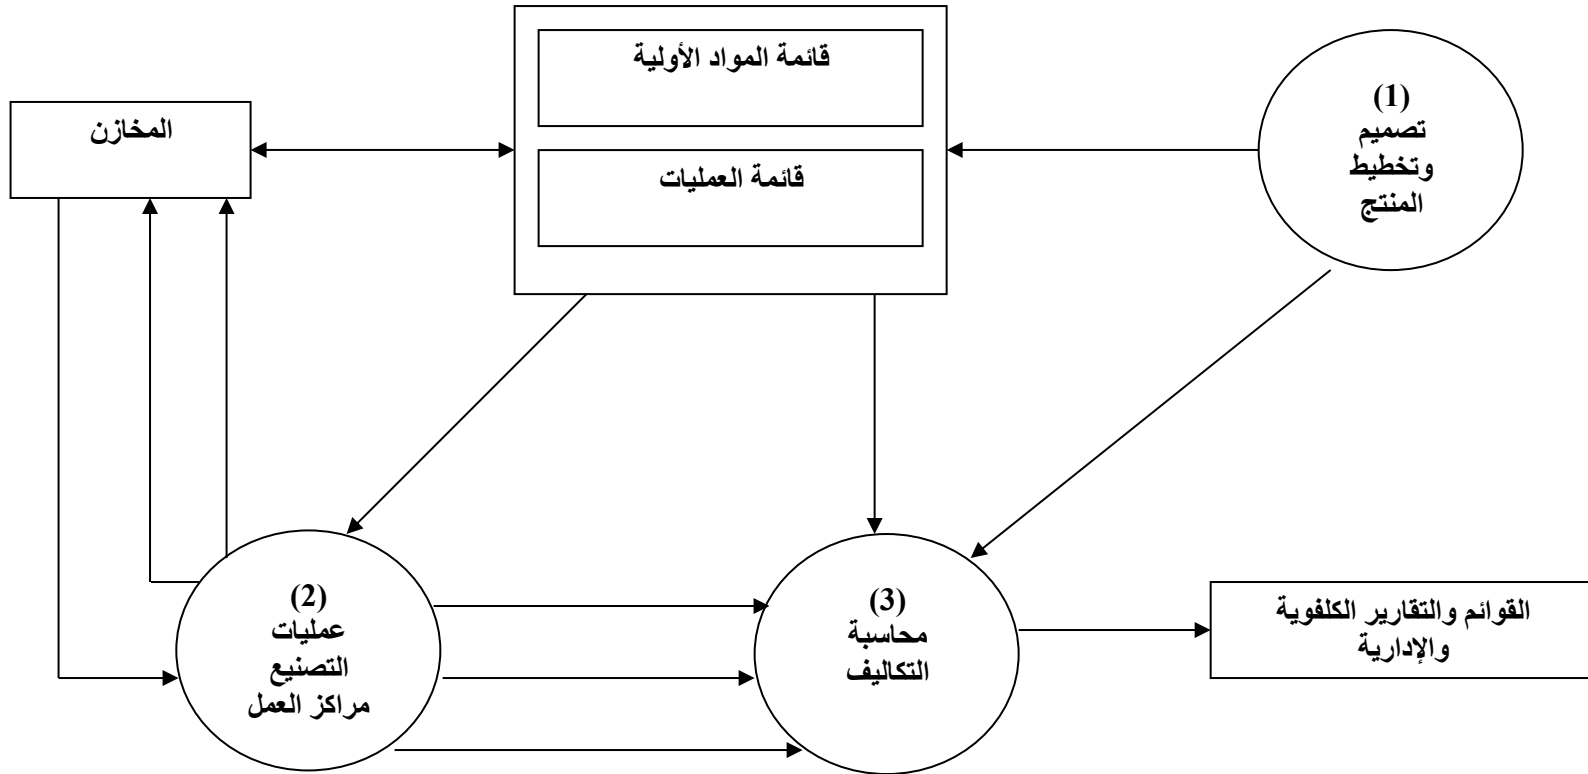 قائمة المواد الأولية
قائمة العمليات
(1)
تصميم
وتخطيط
المنتج
المخازن
(2)
عمليات
التصنيع
مراكز العمل
(3)
محاسبة
التكاليف
القوائم والتقارير الكلفوية
والإدارية